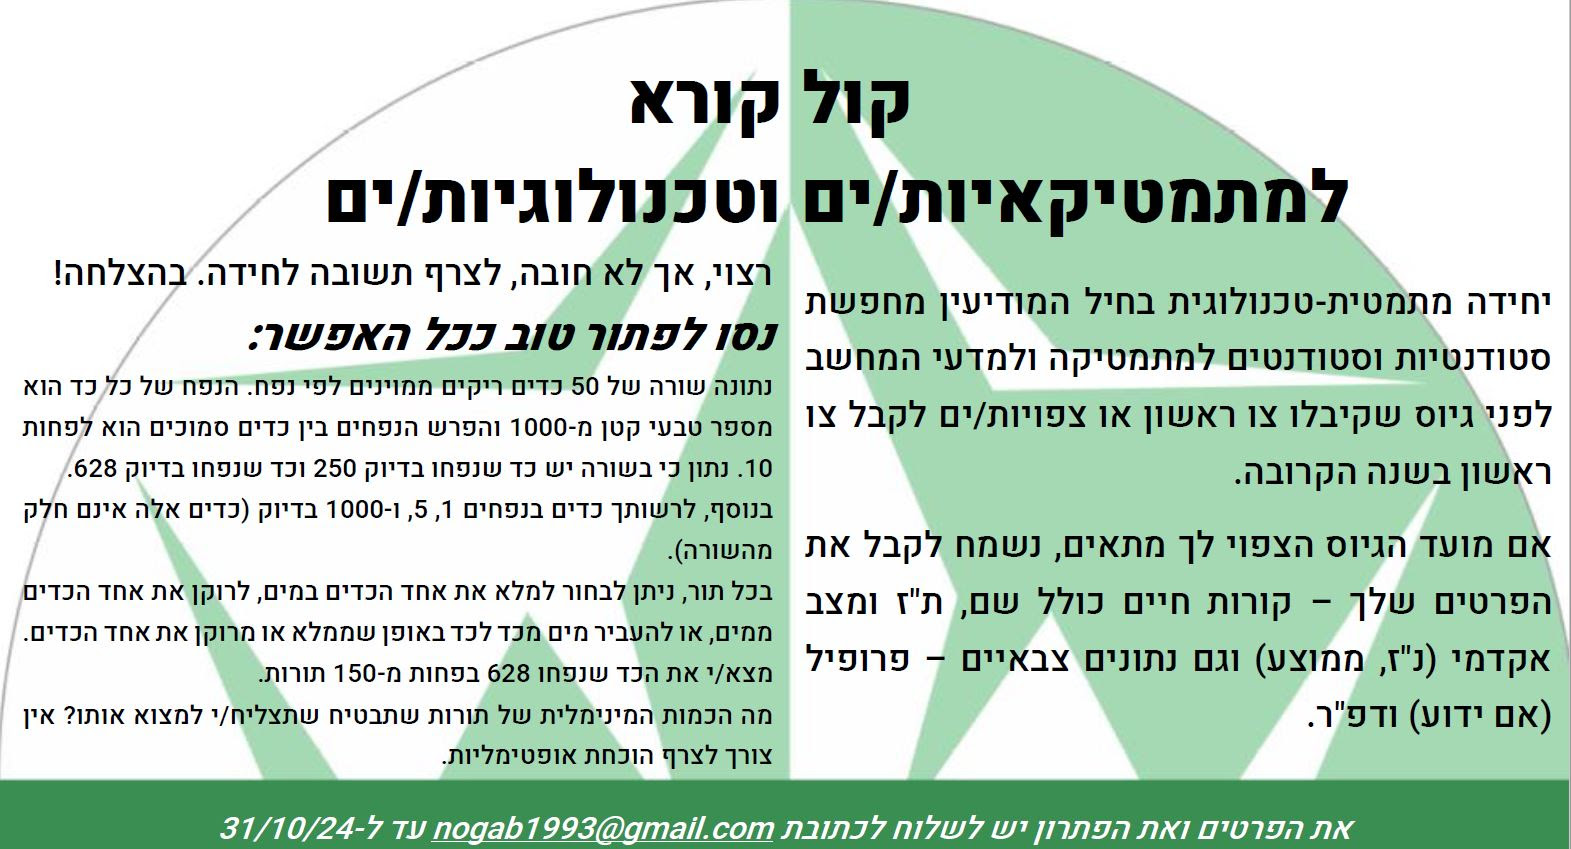 קול קורא
למתמטיקאיות/ים וטכנולוגיות/ים
יחידה מתמטית-טכנולוגית בחיל המודיעין מחפשת
סטודנטיות וסטודנטים למתמטיקה ולמדעי המחשב
לפני גיוס שקיבלו צו ראשון או צפויות/ים לקבל צו
ראשון בשנה הקרובה.
אם מועד הגיוס הצפוי לך מתאים, נשמח לקבל את
הפרטים שלך – קורות חיים כולל שם, ת"ז ומצב
אקדמי (נ"ז, ממוצע) וגם נתונים צבאיים – פרופיל
(אם ידוע) ודפ"ר.
רצוי, אך לא חובה, לצרף תשובה לחידה. בהצלחה!
נסו לפתור טוב ככל האפשר:
נתונה שורה של 50 כדים ריקים ממוינים לפי נפח. הנפח של כל כד הוא
מספר טבעי קטן מ-1000 והפרש הנפחים בין כדים סמוכים הוא לפחות
10. נתון כי בשורה יש כד שנפחו בדיוק 250 וכד שנפחו בדיוק 628.
בנוסף, לרשותך כדים בנפחים 1, 5, ו-1000 בדיוק (כדים אלה אינם חלק
מהשורה).
בכל תור, ניתן לבחור למלא את אחד הכדים במים, לרוקן את אחד הכדים
ממים, או להעביר מים מכד לכד באופן שממלא או מרוקן את אחד הכדים.
מצא/י את הכד שנפחו 628 בפחות מ-150 תורות.
מה הכמות המינימלית של תורות שתבטיח שתצליח/י למצוא אותו? אין
צורך לצרף הוכחת אופטימליות.
את הפרטים ואת הפתרון יש לשלוח לכתובת nogab1993@gmail.com עד ל-31/10/24